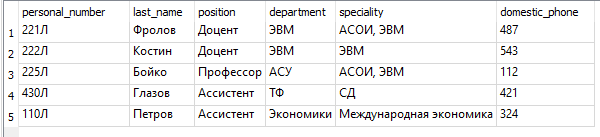 personal_number last_name position department speciality domestic_phone
1 221Л Фролов Доцент ЭВМ АСОИ, ЭВМ 487
2 222Л Костин Доцент ЭВМ ЭВМ 543
3 225Л Бойко Профессор АСУ АСОИ, ЭВМ 112
4 430Л Глазов Ассистент ТФ СД 421
5 110Л Петров Ассистент Экономики Международная экономика 324